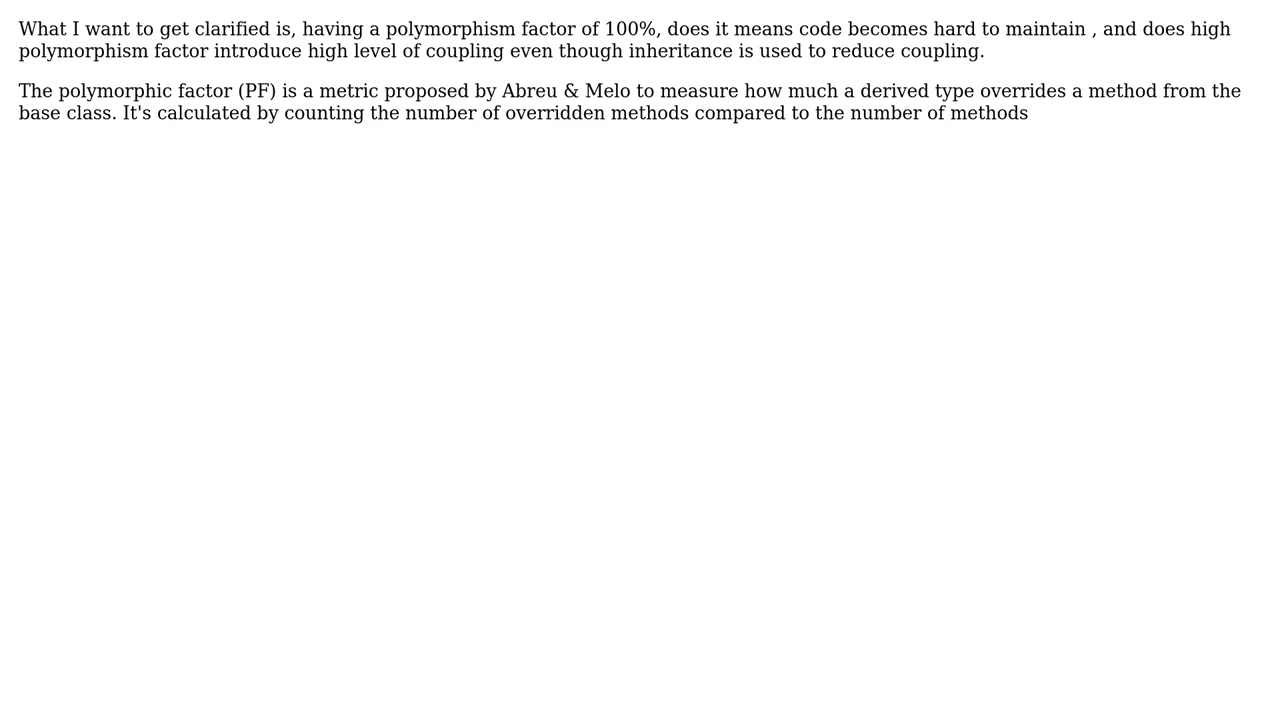 What I want to get clarified is, having a polymorphism factor of 100%, does it means code becomes hard to maintain , and does high
polymorphism factor introduce high level of coupling even though inheritance is used to reduce coupling.
The polymorphic factor (PF) is a metric proposed by Abreu & Melo to measure how much a derived type overrides a method from the
base class. It's calculated by counting the number of overridden methods compared to the number of methods